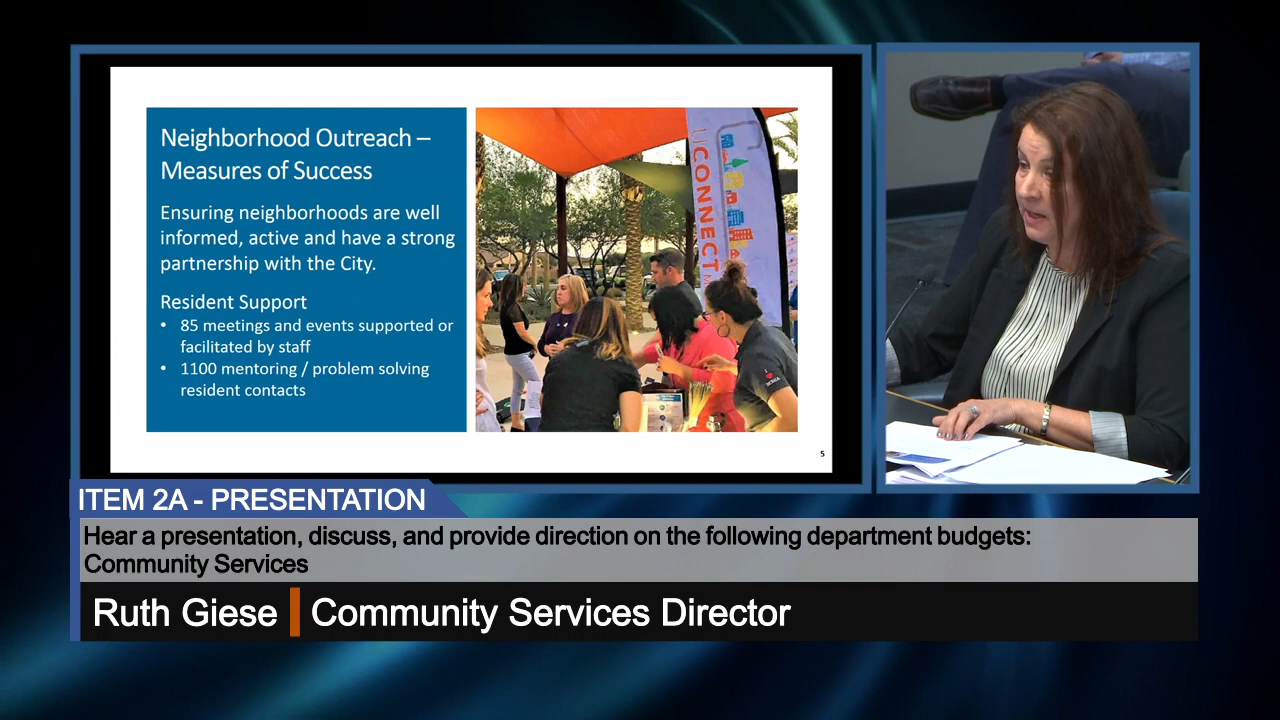 Neighborhood Outreach –
Measures of Success
Ensuring neighborhoods are well
informed, active and have a strong
partnership with the City.
Resident Support
• 85 meetings and events supported or
facilitated by staff
• 1100 mentoring / problem solving
resident contacts
CONNECT
5
ITEM 2A - PRESENTATION
Hear a presentation, discuss, and provide direction on the following department budgets:
Community Services
Ruth Giese
Community Services Director